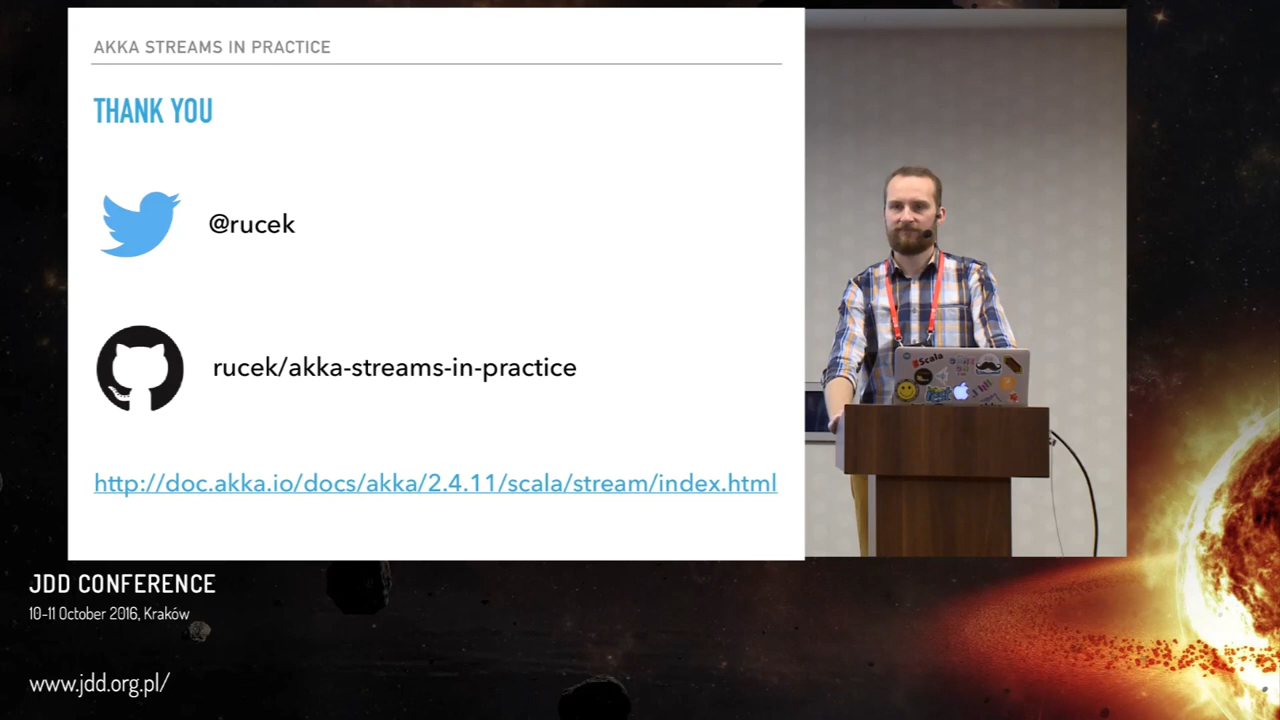 AKKA STREAMS IN PRACTICE
THANK YOU
@rucek
rucek/akka-streams-in-practice
http://doc.akka.io/docs/akka/2.4.11/scala/stream/index.html
Scala
JDD CONFERENCE
10-11 October 2016, Kraków
www.jdd.org.pl/